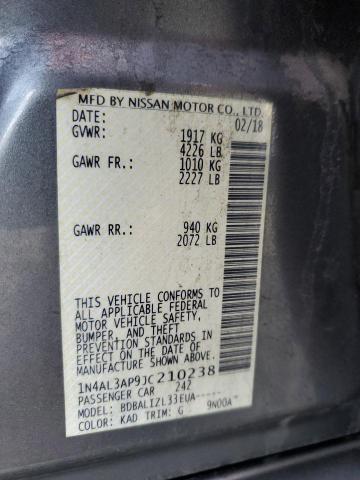 MFD BY NISSAN MOTOR CO., LTD.
DATE: 02/18
GVWR: 1917 KG
4226 LB
GAWR FR: 1010 KG
2227 LB
GAWR RR: 940 KG
2072 LB
THIS VEHICLE CONFORMS TO
ALL APPLICABLE FEDERAL
MOTOR VEHICLE SAFETY,
BUMPER, AND THEFT
PREVENTION STANDARDS IN
EFFECT ON THE DATE OF
MANUFACTURE SHOWN ABOVE.
1N4AL3AP9JC210238
PASSENGER CAR 242
MODEL: BDBALIZL33EUA-----
COLOR: KAD TRIM: G 9N00A